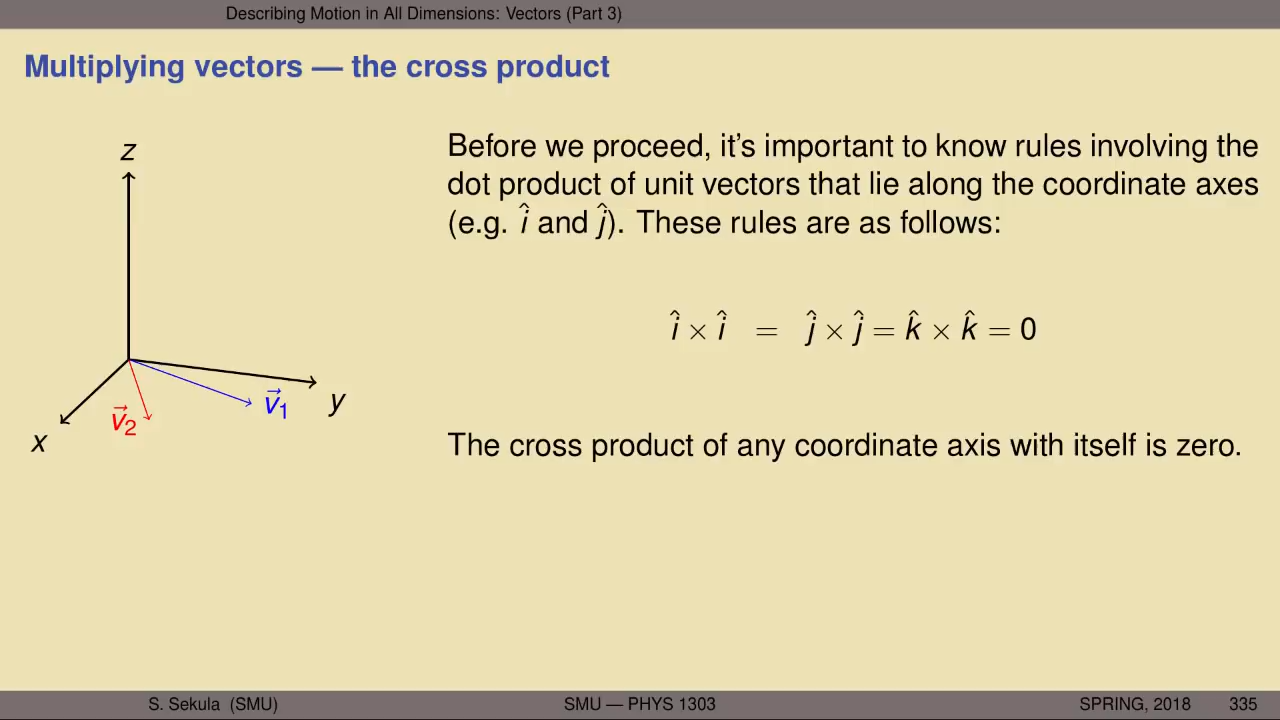 Describing Motion in All Dimensions: Vectors (Part 3)
Multiplying vectors — the cross product
Before we proceed, it's important to know rules involving the
dot product of unit vectors that lie along the coordinate axes
(e.g. î and ĵ). These rules are as follows:
î × î = ĵ × ĵ = k̂ × k̂ = 0
The cross product of any coordinate axis with itself is zero.
z
y
x
v⃗1
v⃗2
S. Sekula (SMU) SMU — PHYS 1303 SPRING, 2018 335